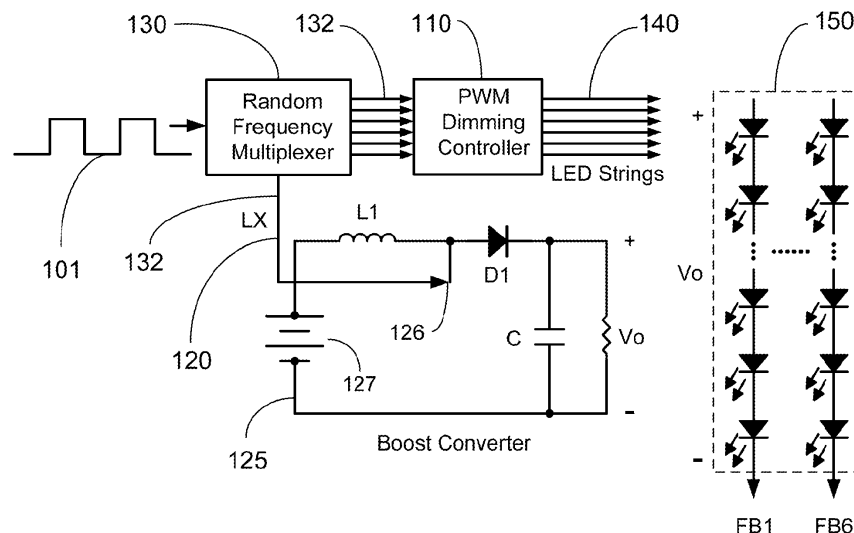 130
132
110
140
150
Random
Frequency
Multiplexer
PWM
Dimming
Controller
LED Strings
+
101
132
LX
L1
120
D1
+
126
127
C
Vo
Vo
125
Boost Converter
-
-
FB1
FB6